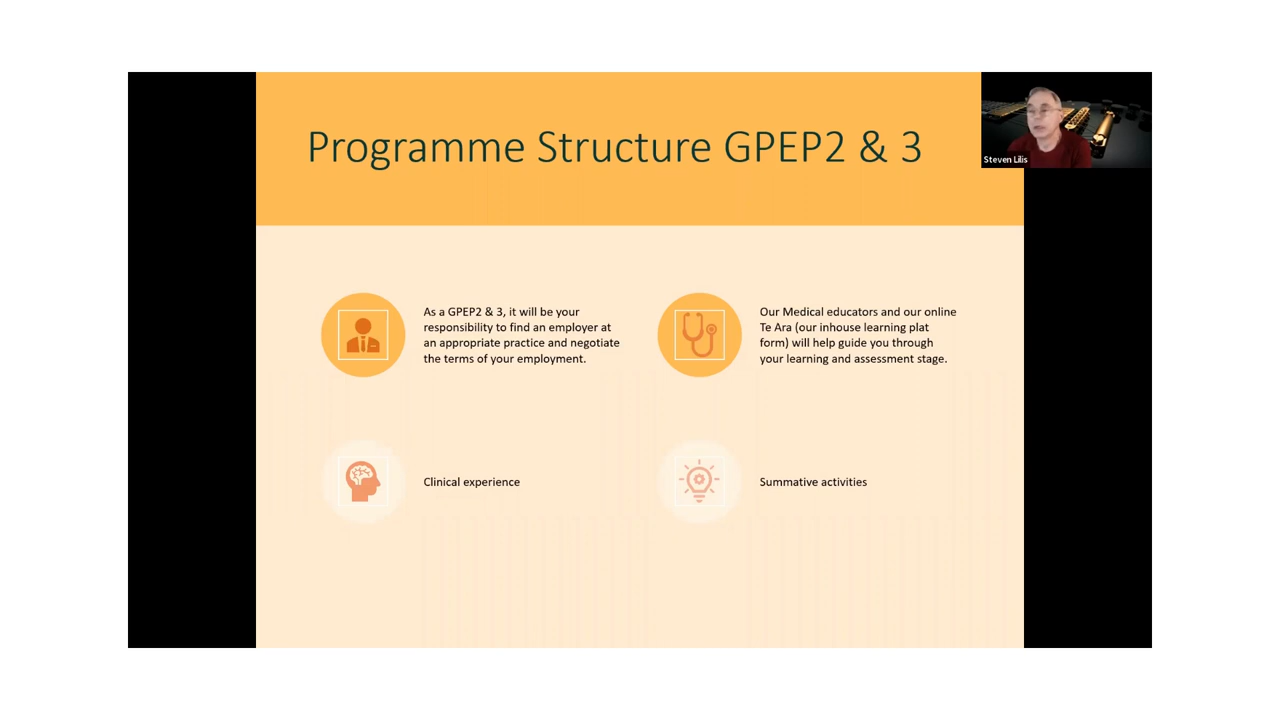 Programme Structure GPEP2 & 3
Steven Lilis
As a GPEP2 & 3, it will be your
responsibility to find an employer at
an appropriate practice and negotiate
the terms of your employment.
Our Medical educators and our online
Te Ara (our inhouse learning plat
form) will help guide you through
your learning and assessment stage.
Clinical experience
Summative activities